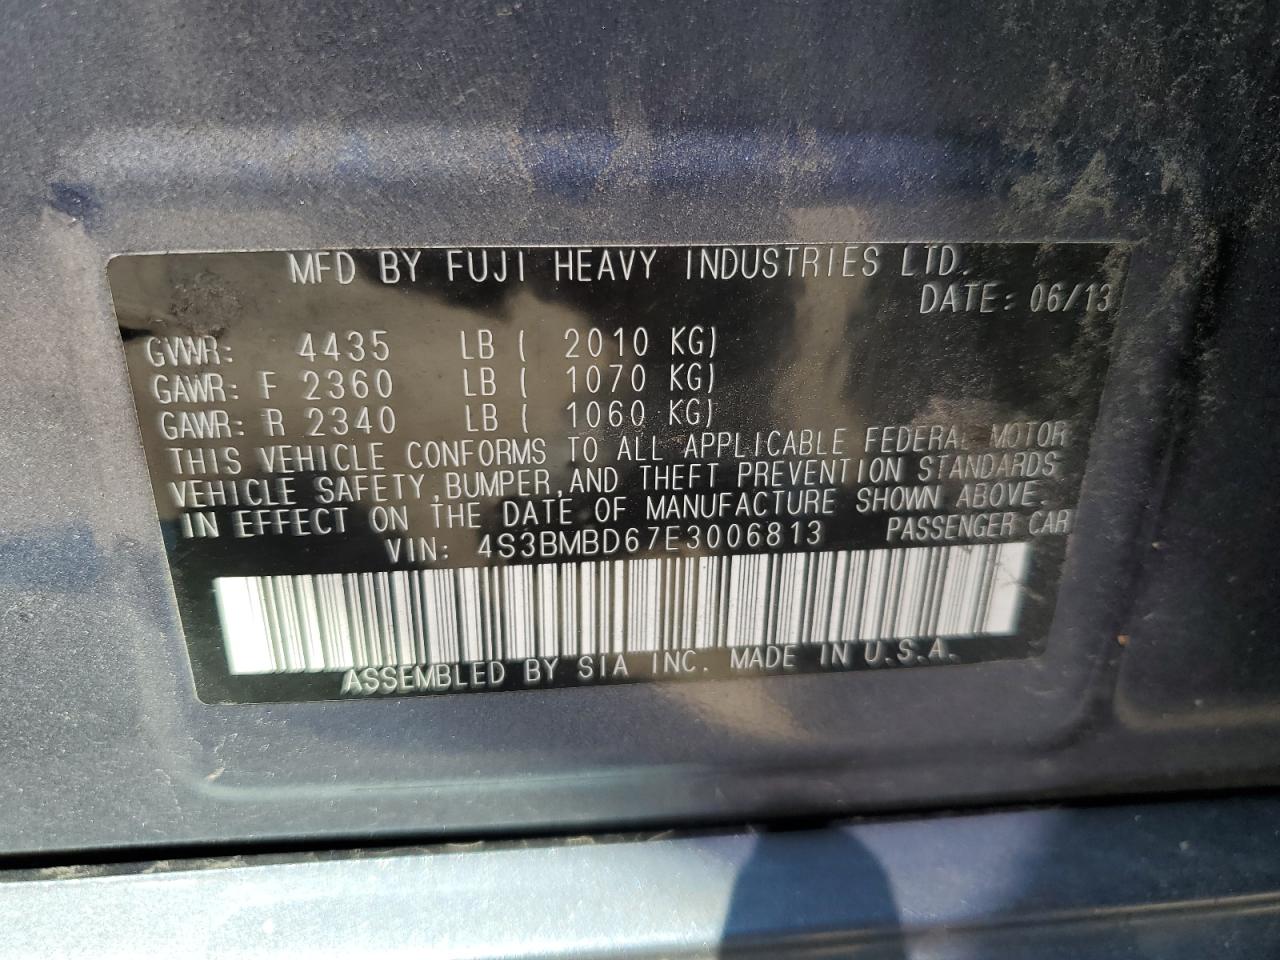 MFD BY FUJI HEAVY INDUSTRIES LTD.
DATE: 06/13
GVWR: 4435 LB ( 2010 KG)
GAWR: F 2360 LB ( 1070 KG)
GAWR: R 2340 LB ( 1060 KG)
THIS VEHICLE CONFORMS TO ALL APPLICABLE FEDERAL MOTOR
VEHICLE SAFETY,BUMPER,AND THEFT PREVENTION STANDARDS
IN EFFECT ON THE DATE OF MANUFACTURE SHOWN ABOVE.
VIN: 4S3BMBD67E3006813 PASSENGER CAR
ASSEMBLED BY SIA INC. MADE IN U.S.A.